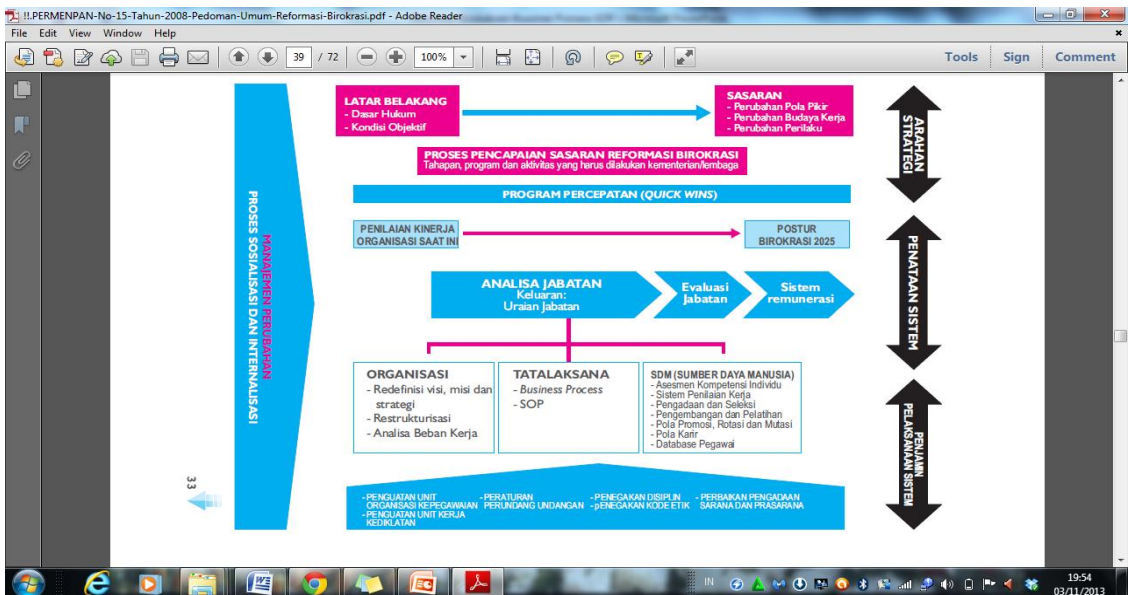 !!.PERMENPAN-No-15-Tahun-2008-Pedoman-Umum-Reformasi-Birokrasi.pdf - Adobe Reader
File Edit View Window Help
39 / 72 100% Tools Sign Comment
LATAR BELAKANG
- Dasar Hukum
- Kondisi Objektif
SASARAN
- Perubahan Pola Pikir
- Perubahan Budaya Kerja
- Perubahan Perilaku
PROSES PENCAPAIAN SASARAN REFORMASI BIROKRASI
Tahapan, program dan aktivitas yang harus dilakukan kementerian/lembaga
PROGRAM PERCEPATAN (QUICK WINS)
PENILAIAN KINERJA
ORGANISASI SAAT INI
POSTUR
BIROKRASI 2025
ANALISA JABATAN
Keluaran:
Uraian Jabatan
Evaluasi
Jabatan
Sistem
remunerasi
ORGANISASI
- Redefinisi visi, misi dan
strategi
- Restrukturisasi
- Analisa Beban Kerja
TATALAKSANA
- Business Process
- SOP
SDM (SUMBER DAYA MANUSIA)
- Asesmen Kompetensi Individu
- Sistem Penilaian Kerja
- Pengadaan dan Seleksi
- Pengembangan dan Pelatihan
- Pola Promosi, Rotasi dan Mutasi
- Pola Karir
- Database Pegawai
- PENGUATAN UNIT
ORGANISASI KEPEGAWAIAN
- PENGUATAN UNIT KERJA
KEDIKLATAN
- PERATURAN
PERUNDANG UNDANGAN
- PENEGAKAN DISIPLIN
- pENEGAKAN KODE ETIK
- PERBAIKAN PENGADAAN
SARANA DAN PRASARANA
MANAJEMEN PERUBAHAN
PROSES SOSIALISASI DAN INTERNALISASI
ARAHAN
STRATEGI
PENATAAN SISTEM
PENJAMIN
PELAKSANAAN SISTEM
33
IN
19:54
03/11/2013